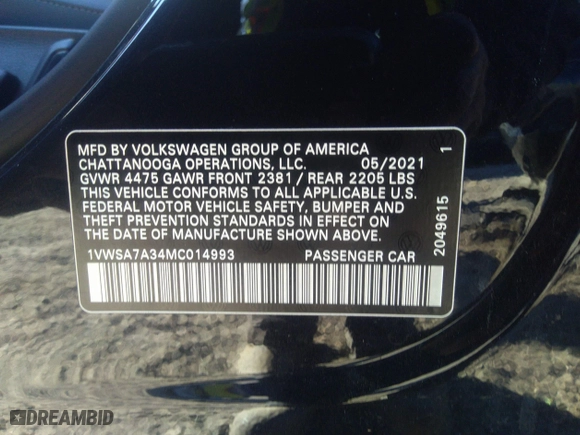 MFD BY VOLKSWAGEN GROUP OF AMERICA
CHATTANOOGA OPERATIONS, LLC. 05/2021
GVWR 4475 GAWR FRONT 2381 / REAR 2205 LBS
THIS VEHICLE CONFORMS TO ALL APPLICABLE U.S.
FEDERAL MOTOR VEHICLE SAFETY, BUMPER AND
THEFT PREVENTION STANDARDS IN EFFECT ON
THE DATE OF MANUFACTURE SHOWN ABOVE.
1VWSA7A34MC014993 PASSENGER CAR
2049615 1
DREAMBID